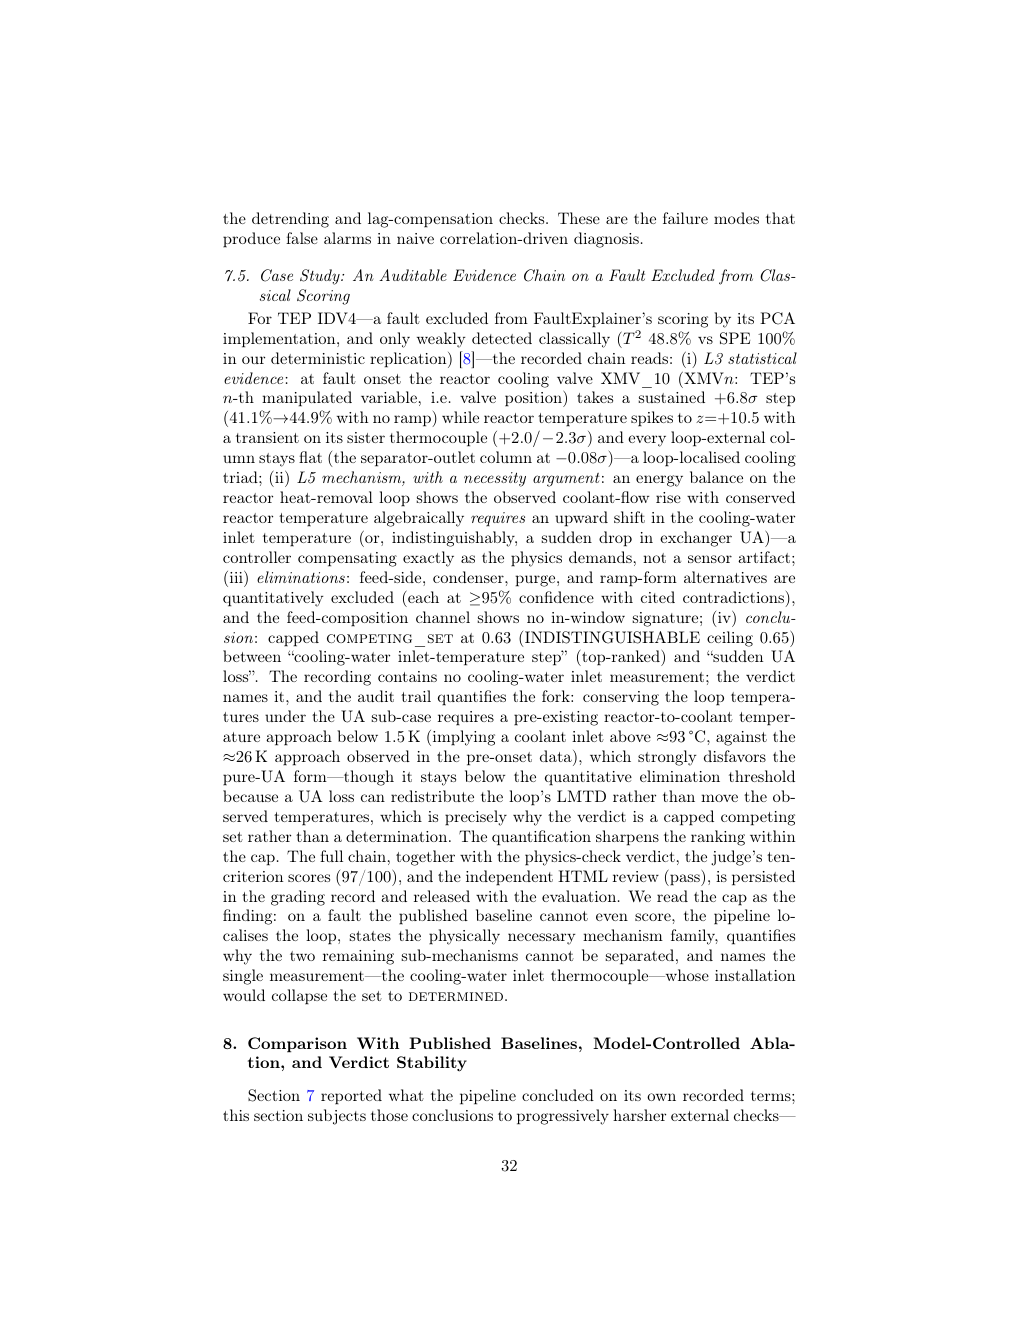 the detrending and lag-compensation checks. These are the failure modes that
produce false alarms in naive correlation-driven diagnosis.
7.5. Case Study: An Auditable Evidence Chain on a Fault Excluded from Clas-
sical Scoring
For TEP IDV4—a fault excluded from FaultExplainer's scoring by its PCA
implementation, and only weakly detected classically (T² 48.8% vs SPE 100%
in our deterministic replication) [8]—the recorded chain reads: (i) L3 statistical
evidence: at fault onset the reactor cooling valve XMV_10 (XMVn: TEP's
n-th manipulated variable, i.e. valve position) takes a sustained +6.8σ step
(41.1%→44.9% with no ramp) while reactor temperature spikes to z=+10.5 with
a transient on its sister thermocouple (+2.0/−2.3σ) and every loop-external col-
umn stays flat (the separator-outlet column at −0.08σ)—a loop-localised cooling
triad; (ii) L5 mechanism, with a necessity argument: an energy balance on the
reactor heat-removal loop shows the observed coolant-flow rise with conserved
reactor temperature algebraically requires an upward shift in the cooling-water
inlet temperature (or, indistinguishably, a sudden drop in exchanger UA)—a
controller compensating exactly as the physics demands, not a sensor artifact;
(iii) eliminations: feed-side, condenser, purge, and ramp-form alternatives are
quantitatively excluded (each at ≥95% confidence with cited contradictions),
and the feed-composition channel shows no in-window signature; (iv) conclu-
sion: capped COMPETING_SET at 0.63 (INDISTINGUISHABLE ceiling 0.65)
between “cooling-water inlet-temperature step” (top-ranked) and “sudden UA
loss”. The recording contains no cooling-water inlet measurement; the verdict
names it, and the audit trail quantifies the fork: conserving the loop tempera-
tures under the UA sub-case requires a pre-existing reactor-to-coolant temper-
ature approach below 1.5 K (implying a coolant inlet above ≈93 °C, against the
≈26 K approach observed in the pre-onset data), which strongly disfavors the
pure-UA form—though it stays below the quantitative elimination threshold
because a UA loss can redistribute the loop's LMTD rather than move the ob-
served temperatures, which is precisely why the verdict is a capped competing
set rather than a determination. The quantification sharpens the ranking within
the cap. The full chain, together with the physics-check verdict, the judge's ten-
criterion scores (97/100), and the independent HTML review (pass), is persisted
in the grading record and released with the evaluation. We read the cap as the
finding: on a fault the published baseline cannot even score, the pipeline lo-
calises the loop, states the physically necessary mechanism family, quantifies
why the two remaining sub-mechanisms cannot be separated, and names the
single measurement—the cooling-water inlet thermocouple—whose installation
would collapse the set to DETERMINED.
8. Comparison With Published Baselines, Model-Controlled Abla-
tion, and Verdict Stability
Section 7 reported what the pipeline concluded on its own recorded terms;
this section subjects those conclusions to progressively harsher external checks—
32